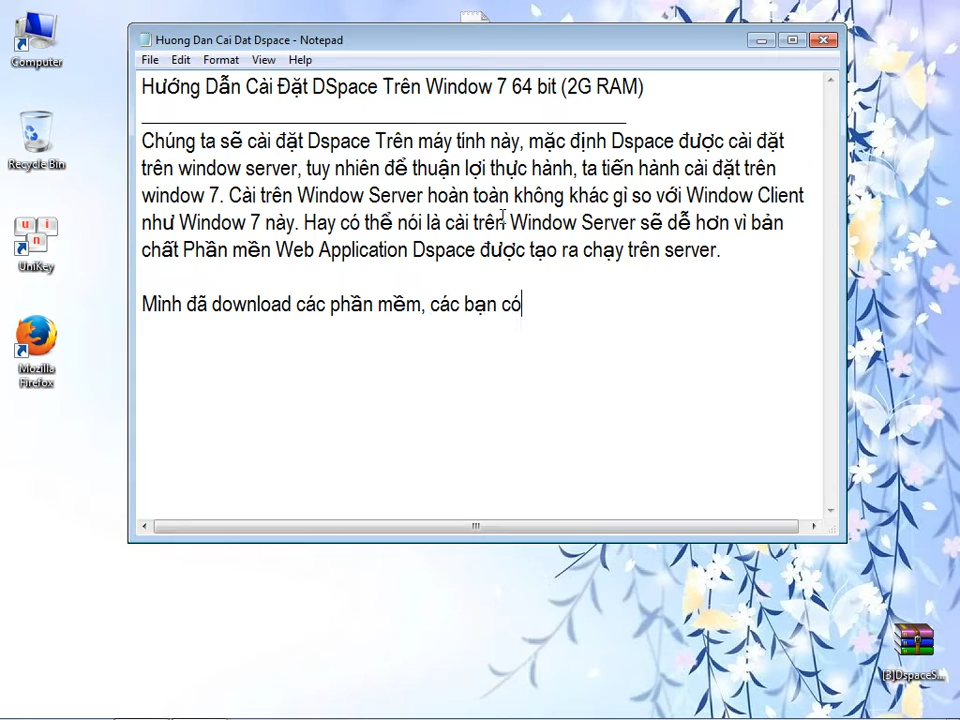 Huong Dan Cai Dat Dspace - Notepad
File Edit Format View Help
Hướng Dẫn Cài Đặt DSpace Trên Window 7 64 bit (2G RAM)
Chúng ta sẽ cài đặt Dspace Trên máy tinh này, mặc định Dspace được cài đặt
trên window server, tuy nhiên để thuận lợi thực hành, ta tiến hành cài đặt trên
window 7. Cài trên Window Server hoàn toàn không khác gì so với Window Client
như Window 7 này. Hay có thể nói là cài trên Window Server sẽ dễ hơn vì bản
chất Phần mền Web Application Dspace được tạo ra chạy trên server.
Mình đã download các phần mềm, các bạn có
Computer
Recycle Bin
u n i
UniKey
Mozilla
Firefox
[3]DspaceS...